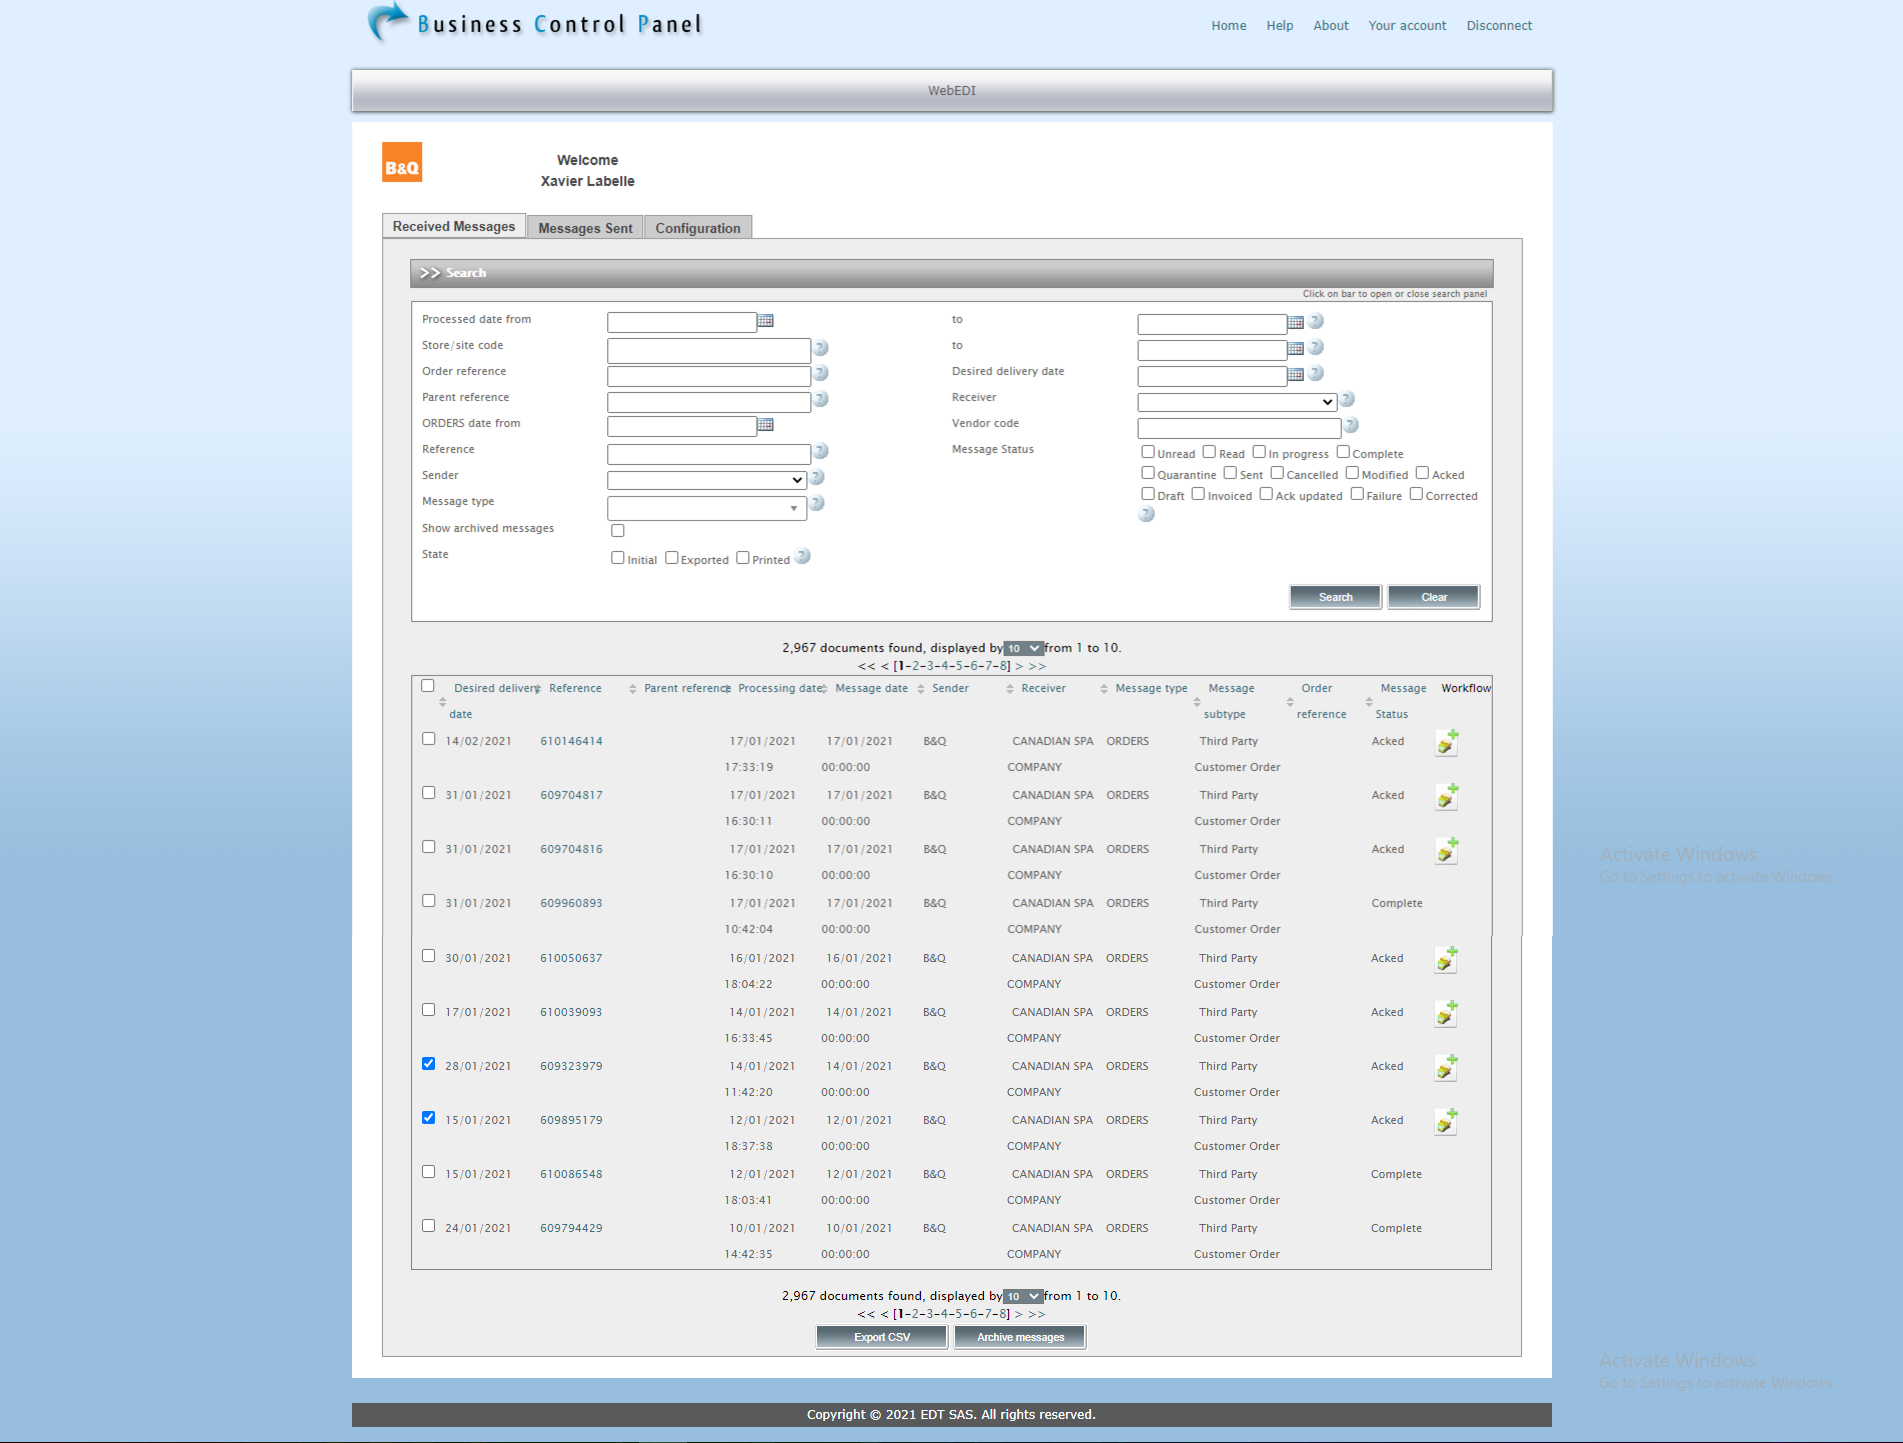 Business Control Panel
Home Help About Your account Disconnect
WebEDI
B&Q
Welcome
Xavier Labelle
Received Messages Messages Sent Configuration
>> Search
Click on bar to open or close search panel
Processed date from to
Store/site code to
Order reference Desired delivery date
Parent reference Receiver
ORDERS date from Vendor code
Reference Message Status Unread Read In progress Complete
Sender Quarantine Sent Cancelled Modified Acked
Message type Draft Invoiced Ack updated Failure Corrected
Show archived messages
State Initial Exported Printed
Search Clear
2,967 documents found, displayed by 10 from 1 to 10.
<< < [1-2-3-4-5-6-7-8] > >>
Desired delivery Reference Parent reference Processing date Message date Sender Receiver Message type Message Order Message Workflow
date subtype reference Status
14/02/2021 610146414 17/01/2021 17/01/2021 B&Q CANADIAN SPA ORDERS Third Party Acked
17:33:19 00:00:00 COMPANY Customer Order
31/01/2021 609704817 17/01/2021 17/01/2021 B&Q CANADIAN SPA ORDERS Third Party Acked
16:30:11 00:00:00 COMPANY Customer Order
31/01/2021 609704816 17/01/2021 17/01/2021 B&Q CANADIAN SPA ORDERS Third Party Acked
16:30:10 00:00:00 COMPANY Customer Order
31/01/2021 609960893 17/01/2021 17/01/2021 B&Q CANADIAN SPA ORDERS Third Party Complete
10:42:04 00:00:00 COMPANY Customer Order
30/01/2021 610050637 16/01/2021 16/01/2021 B&Q CANADIAN SPA ORDERS Third Party Acked
18:04:22 00:00:00 COMPANY Customer Order
17/01/2021 610039093 14/01/2021 14/01/2021 B&Q CANADIAN SPA ORDERS Third Party Acked
16:33:45 00:00:00 COMPANY Customer Order
28/01/2021 609323979 14/01/2021 14/01/2021 B&Q CANADIAN SPA ORDERS Third Party Acked
11:42:20 00:00:00 COMPANY Customer Order
15/01/2021 609895179 12/01/2021 12/01/2021 B&Q CANADIAN SPA ORDERS Third Party Acked
18:37:38 00:00:00 COMPANY Customer Order
15/01/2021 610086548 12/01/2021 12/01/2021 B&Q CANADIAN SPA ORDERS Third Party Complete
18:03:41 00:00:00 COMPANY Customer Order
24/01/2021 609794429 10/01/2021 10/01/2021 B&Q CANADIAN SPA ORDERS Third Party Complete
14:42:35 00:00:00 COMPANY Customer Order
2,967 documents found, displayed by 10 from 1 to 10.
<< < [1-2-3-4-5-6-7-8] > >>
Export CSV Archive messages
Activate Windows
Go to Settings to activate Windows.
Activate Windows
Go to Settings to activate Windows.
Copyright © 2021 EDT SAS. All rights reserved.